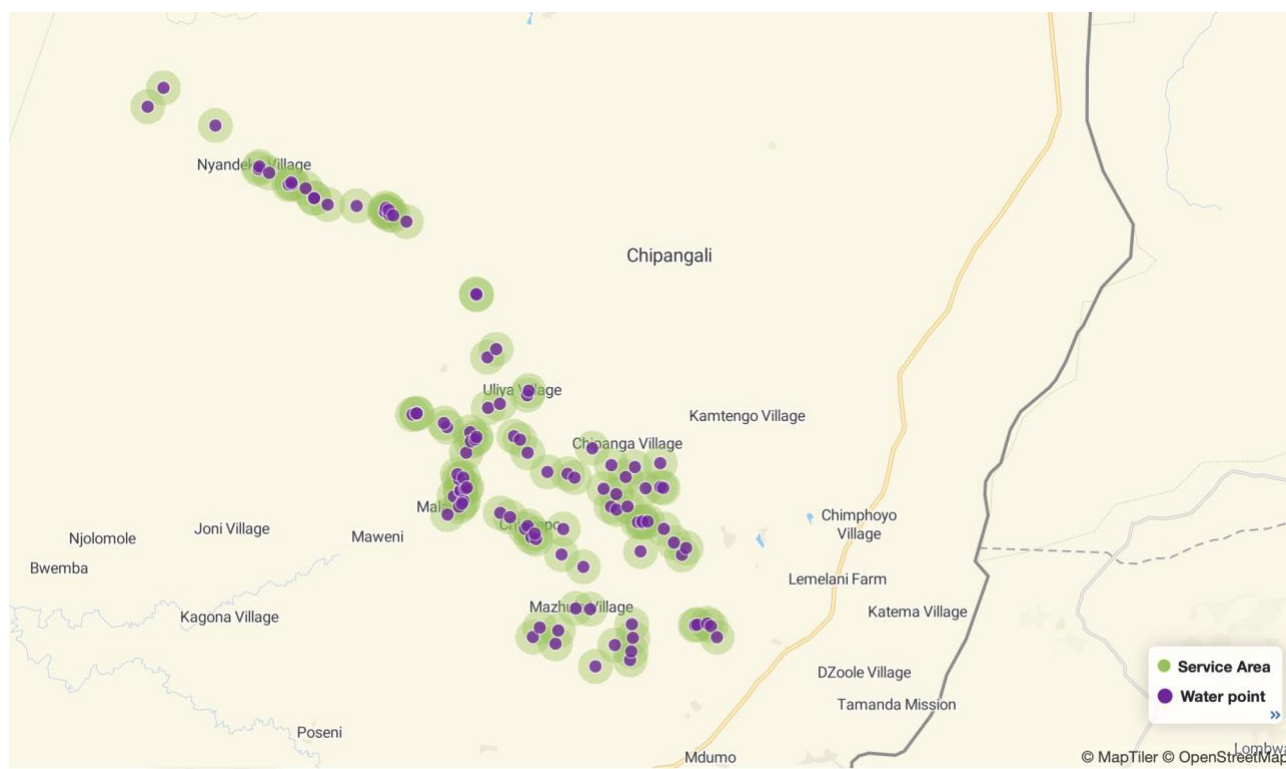 Nyandeko Village
Chipangali
Uliya Village
Kamtengo Village
Chipanga Village
Chimphoyo
Village
Njolomole
Joni Village
Maweni
Bwemba
Lemelani Farm
Kagona Village
Katema Village
DZoole Village
Tamanda Mission
Poseni
Mdumo
Service Area
Water point
»
© MapTiler © OpenStreetMap